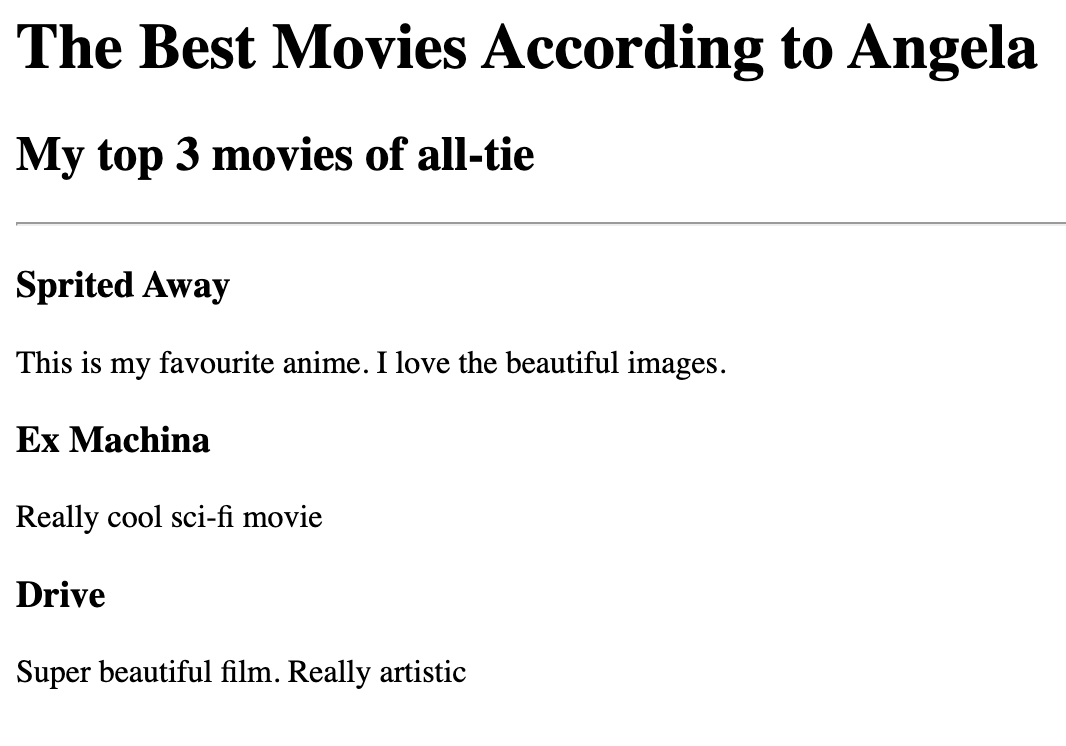 The Best Movies According to Angela
My top 3 movies of all-tie
Sprited Away
This is my favourite anime. I love the beautiful images.
Ex Machina
Really cool sci-fi movie
Drive
Super beautiful film. Really artistic